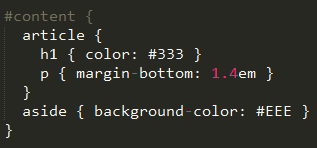 #content {
  article {
    h1 { color: #333 }
    p { margin-bottom: 1.4em }
  }
  aside { background-color: #EEE }
}